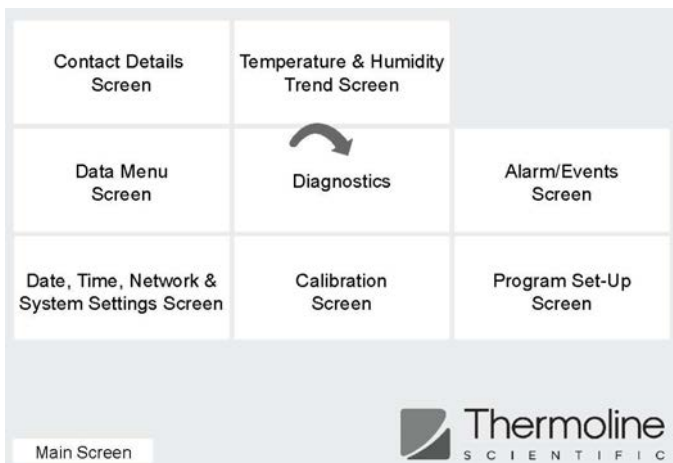 Contact Details
Screen
Temperature & Humidity
Trend Screen
Data Menu
Screen
Diagnostics
Alarm/Events
Screen
Date, Time, Network &
System Settings Screen
Calibration
Screen
Program Set-Up
Screen
Main Screen
Thermoline
SCIENTIFIC